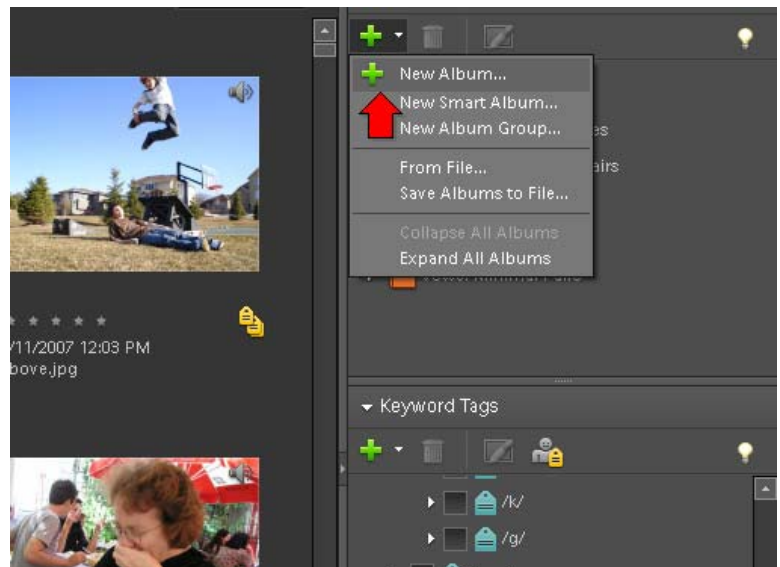 New Album...
New Smart Album...
New Album Group...
From File...
Save Albums to File...
Collapse All Albums
Expand All Albums
/11/2007 12:03 PM
bove.jpg
Keyword Tags
/k/
/g/